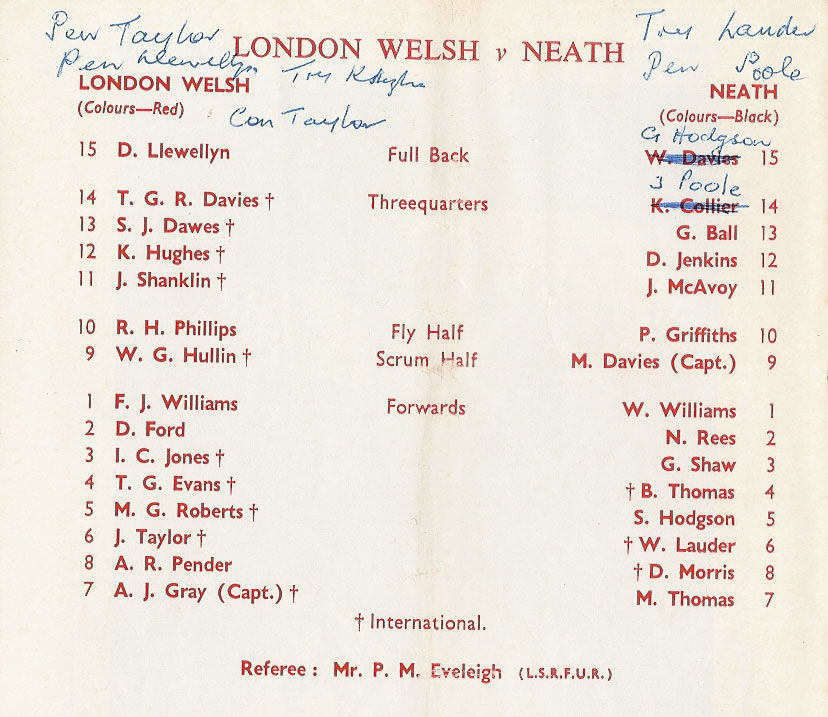 Pen Taylor
Try Lauder
LONDON WELSH v NEATH
Pen Llewellyn Try
Pen Poole
LONDON WELSH
NEATH
(Colours—Red)
(Colours—Black)
Con Taylor
G Hodgson
15 D. Llewellyn Full Back W. Davies 15
J Poole
14 T. G. R. Davies † Threequarters K. Collier 14
13 S. J. Dawes † G. Ball 13
12 K. Hughes † D. Jenkins 12
11 J. Shanklin † J. McAvoy 11
10 R. H. Phillips Fly Half P. Griffiths 10
9 W. G. Hullin † Scrum Half M. Davies (Capt.) 9
1 F. J. Williams Forwards W. Williams 1
2 D. Ford N. Rees 2
3 I. C. Jones † G. Shaw 3
4 T. G. Evans † † B. Thomas 4
5 M. G. Roberts † S. Hodgson 5
6 J. Taylor † † W. Lauder 6
8 A. R. Pender † D. Morris 8
7 A. J. Gray (Capt.) † M. Thomas 7
† International.
Referee : Mr. P. M. Eveleigh (L.S.R.F.U.R.)